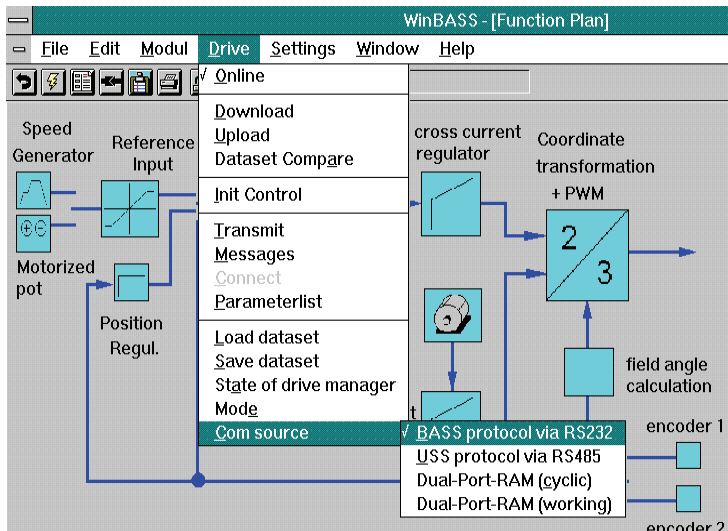 WinBASS - [Function Plan]
File Edit Modul Drive Settings Window Help
√ Online
Download
Upload
Dataset Compare
Init Control
Transmit
Messages
Connect
Parameterlist
Load dataset
Save dataset
State of drive manager
Mode
Com source
√ BASS protocol via RS232
USS protocol via RS485
Dual-Port-RAM (cyclic)
Dual-Port-RAM (working)
Speed
Generator
Reference
Input
Motorized
pot
Position
Regul.
cross current
regulator
Coordinate
transformation
+ PWM
2
3
field angle
calculation
encoder 1
encoder 2